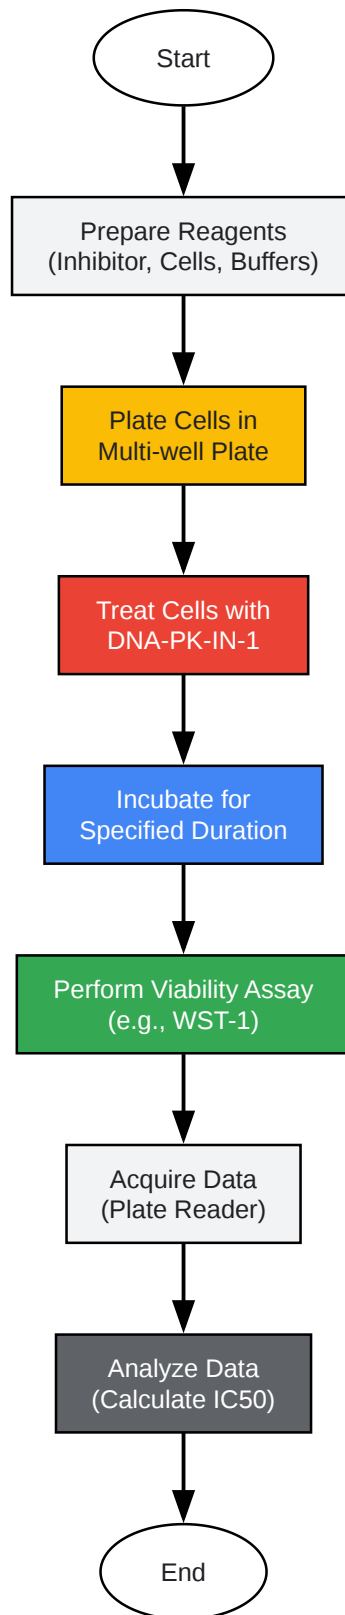 Start
Prepare Reagents
(Inhibitor, Cells, Buffers)
Plate Cells in
Multi-well Plate
Treat Cells with
DNA-PK-IN-1
Incubate for
Specified Duration
Perform Viability Assay
(e.g., WST-1)
Acquire Data
(Plate Reader)
Analyze Data
(Calculate IC50)
End